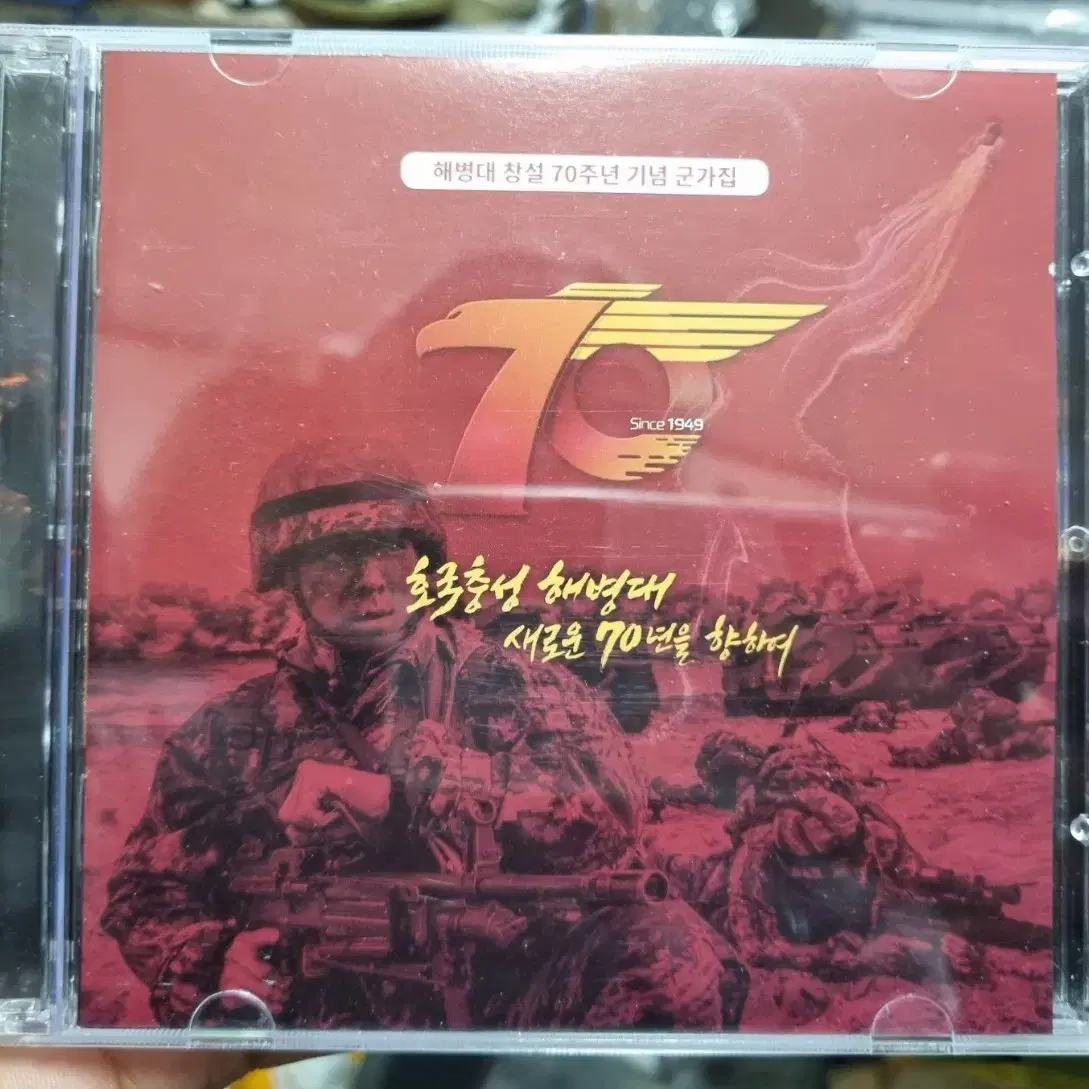 해병대 창설 70주년 기념 군가집
70
Since 1949
호국충성 해병대
새로운 70년을 향하여